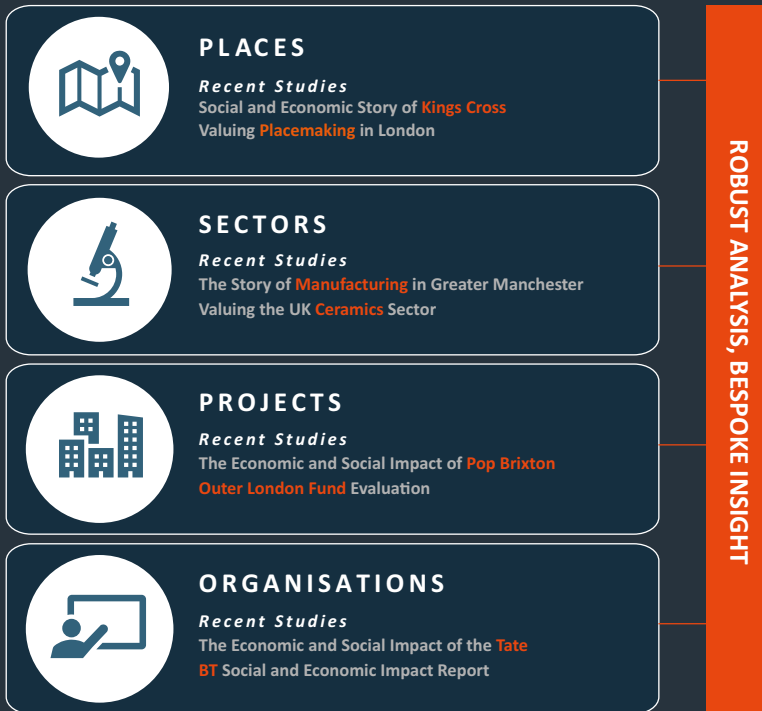 PLACES
Recent Studies
Social and Economic Story of Kings Cross
Valuing Placemaking in London
SECTORS
Recent Studies
The Story of Manufacturing in Greater Manchester
Valuing the UK Ceramics Sector
PROJECTS
Recent Studies
The Economic and Social Impact of Pop Brixton
Outer London Fund Evaluation
ORGANISATIONS
Recent Studies
The Economic and Social Impact of the Tate
BT Social and Economic Impact Report
ROBUST ANALYSIS, BESPOKE INSIGHT